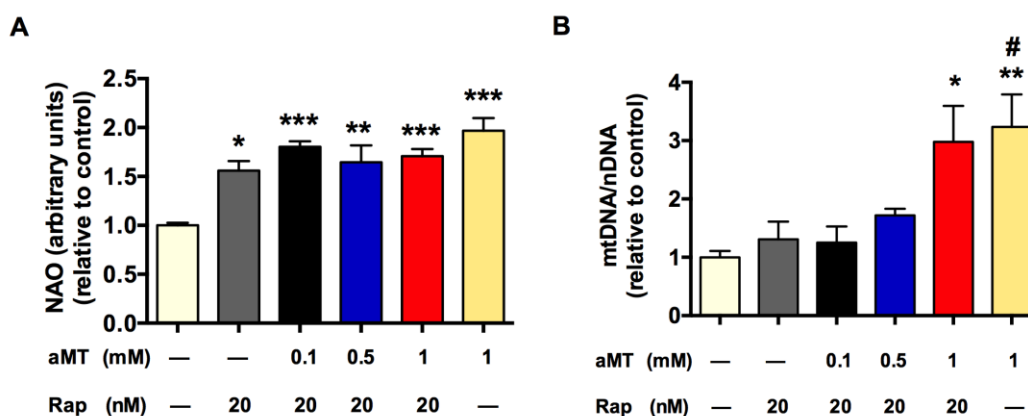 A
NAO (arbitrary units)
(relative to control)
2.5
2.0
1.5
1.0
0.5
0.0
*
***
**
***
***
aMT (mM) — — 0.1 0.5 1 1
Rap (nM) — 20 20 20 20 —
B
mtDNA/nDNA
(relative to control)
4
3
2
1
0
*
#
**
aMT (mM) — — 0.1 0.5 1 1
Rap (nM) — 20 20 20 20 —